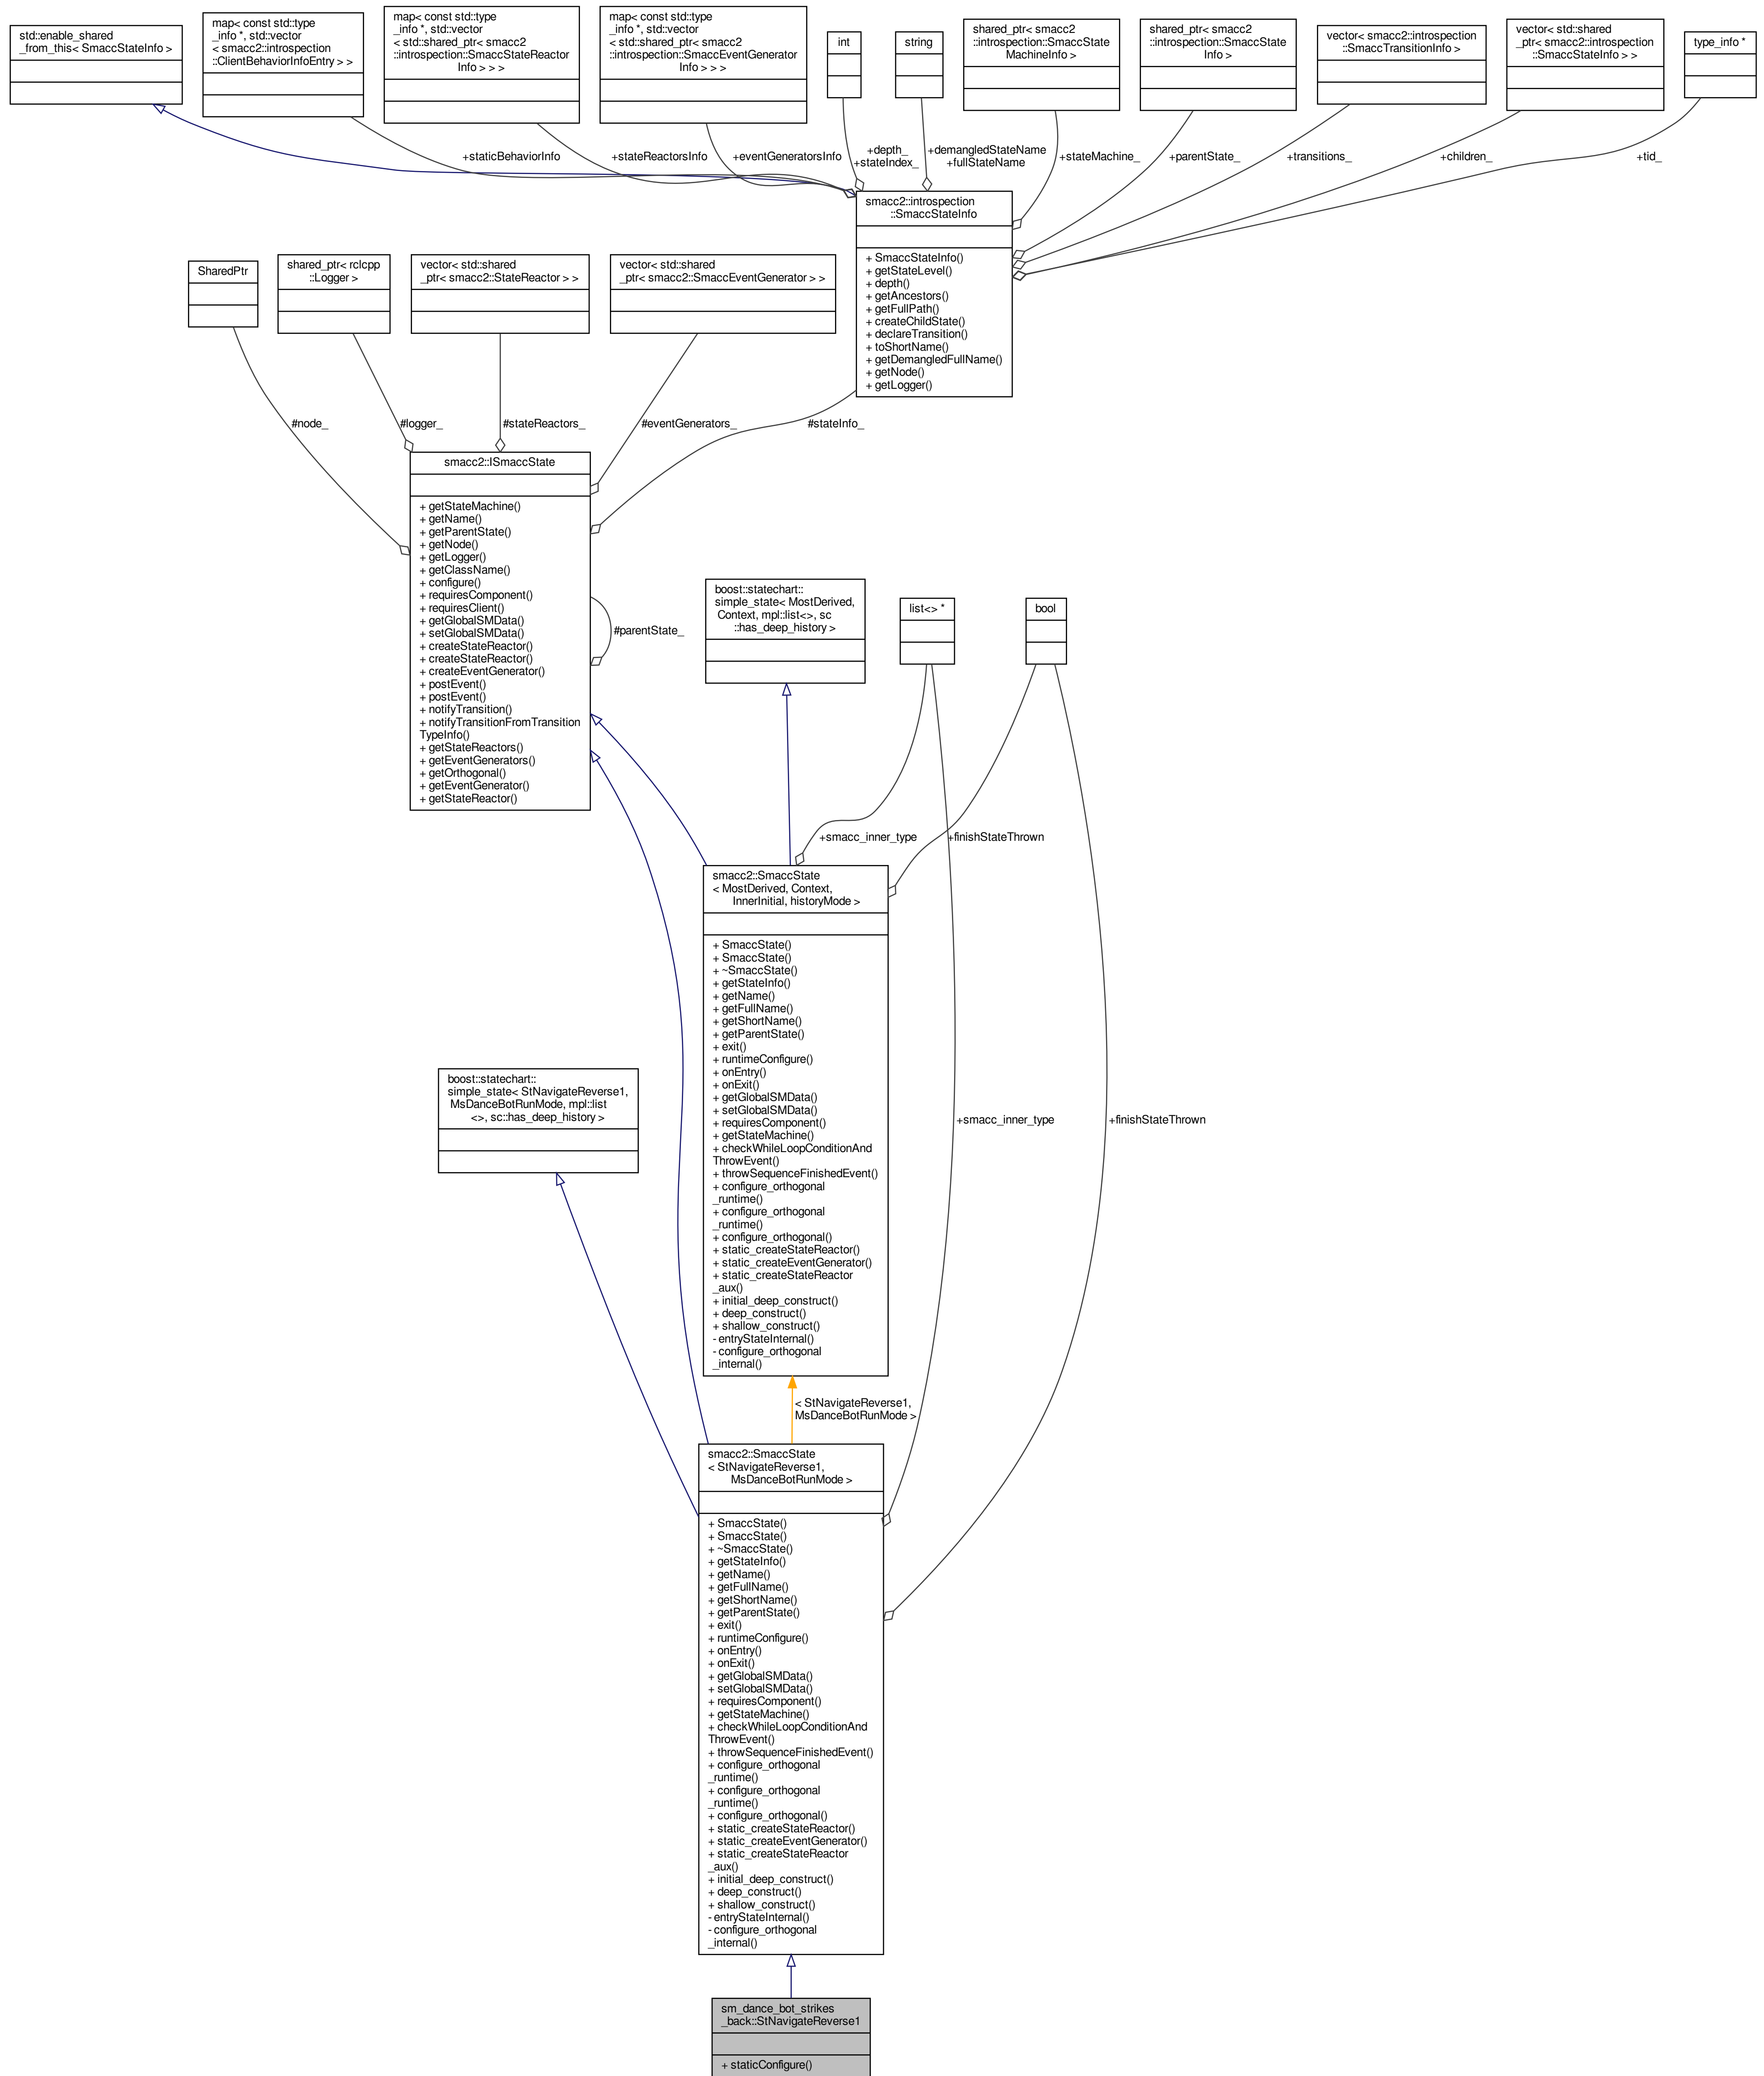 std::enable_shared
_from_this< SmaccStateInfo >
map< const std::type
_info *, std::vector
< smacc2::introspection
::ClientBehaviorInfoEntry > >
map< const std::type
_info *, std::vector
< std::shared_ptr< smacc2
::introspection::SmaccStateReactor
Info > > >
map< const std::type
_info *, std::vector
< std::shared_ptr< smacc2
::introspection::SmaccEventGenerator
Info > > >
int
string
shared_ptr< smacc2
::introspection::SmaccState
MachineInfo >
shared_ptr< smacc2
::introspection::SmaccState
Info >
vector< smacc2::introspection
::SmaccTransitionInfo >
vector< std::shared
_ptr< smacc2::introspection
::SmaccStateInfo > >
type_info *
+staticBehaviorInfo
+stateReactorsInfo
+eventGeneratorsInfo
+depth_
+stateIndex_
+demangledStateName
+fullStateName
+stateMachine_
+parentState_
+transitions_
+children_
+tid_
smacc2::introspection
::SmaccStateInfo
+ SmaccStateInfo()
+ getStateLevel()
+ depth()
+ getAncestors()
+ getFullPath()
+ createChildState()
+ declareTransition()
+ toShortName()
+ getDemangledFullName()
+ getNode()
+ getLogger()
SharedPtr
shared_ptr< rclcpp
::Logger >
vector< std::shared
_ptr< smacc2::StateReactor > >
vector< std::shared
_ptr< smacc2::SmaccEventGenerator > >
#node_
#logger_
#stateReactors_
#eventGenerators_
#stateInfo_
smacc2::ISmaccState
+ getStateMachine()
+ getName()
+ getParentState()
+ getNode()
+ getLogger()
+ getClassName()
+ configure()
+ requiresComponent()
+ requiresClient()
+ getGlobalSMData()
+ setGlobalSMData()
+ createStateReactor()
+ createStateReactor()
+ createEventGenerator()
+ postEvent()
+ postEvent()
+ notifyTransition()
+ notifyTransitionFromTransition
TypeInfo()
+ getStateReactors()
+ getEventGenerators()
+ getOrthogonal()
+ getEventGenerator()
+ getStateReactor()
#parentState_
boost::statechart::
simple_state< MostDerived,
Context, mpl::list<>, sc
::has_deep_history >
list<> *
bool
+smacc_inner_type
+finishStateThrown
smacc2::SmaccState
< MostDerived, Context,
InnerInitial, historyMode >
+ SmaccState()
+ SmaccState()
+ ~SmaccState()
+ getStateInfo()
+ getName()
+ getFullName()
+ getShortName()
+ getParentState()
+ exit()
+ runtimeConfigure()
+ onEntry()
+ onExit()
+ getGlobalSMData()
+ setGlobalSMData()
+ requiresComponent()
+ getStateMachine()
+ checkWhileLoopConditionAnd
ThrowEvent()
+ throwSequenceFinishedEvent()
+ configure_orthogonal
_runtime()
+ configure_orthogonal
_runtime()
+ configure_orthogonal()
+ static_createStateReactor()
+ static_createEventGenerator()
+ static_createStateReactor
_aux()
+ initial_deep_construct()
+ deep_construct()
+ shallow_construct()
- entryStateInternal()
- configure_orthogonal
_internal()
boost::statechart::
simple_state< StNavigateReverse1,
MsDanceBotRunMode, mpl::list
<>, sc::has_deep_history >
+smacc_inner_type
+finishStateThrown
< StNavigateReverse1,
MsDanceBotRunMode >
smacc2::SmaccState
< StNavigateReverse1,
MsDanceBotRunMode >
+ SmaccState()
+ SmaccState()
+ ~SmaccState()
+ getStateInfo()
+ getName()
+ getFullName()
+ getShortName()
+ getParentState()
+ exit()
+ runtimeConfigure()
+ onEntry()
+ onExit()
+ getGlobalSMData()
+ setGlobalSMData()
+ requiresComponent()
+ getStateMachine()
+ checkWhileLoopConditionAnd
ThrowEvent()
+ throwSequenceFinishedEvent()
+ configure_orthogonal
_runtime()
+ configure_orthogonal
_runtime()
+ configure_orthogonal()
+ static_createStateReactor()
+ static_createEventGenerator()
+ static_createStateReactor
_aux()
+ initial_deep_construct()
+ deep_construct()
+ shallow_construct()
- entryStateInternal()
- configure_orthogonal
_internal()
sm_dance_bot_strikes
_back::StNavigateReverse1
+ staticConfigure()